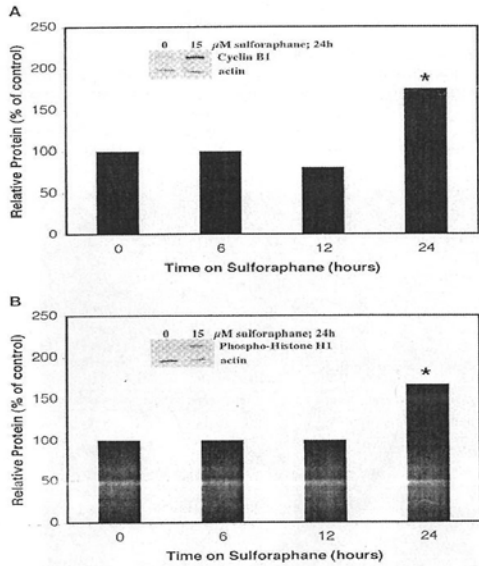 A
250
200
150
100
50
0
Relative Protein (% of control)
0 15 µM sulforaphane; 24h
Cyclin B1
actin
*
0 6 12 24
Time on Sulforaphane (hours)
B
250
200
150
100
50
0
Relative Protein (% of control)
0 15 µM sulforaphane; 24h
Phospho-Histone H1
actin
*
0 6 12 24
Time on Sulforaphane (hours)